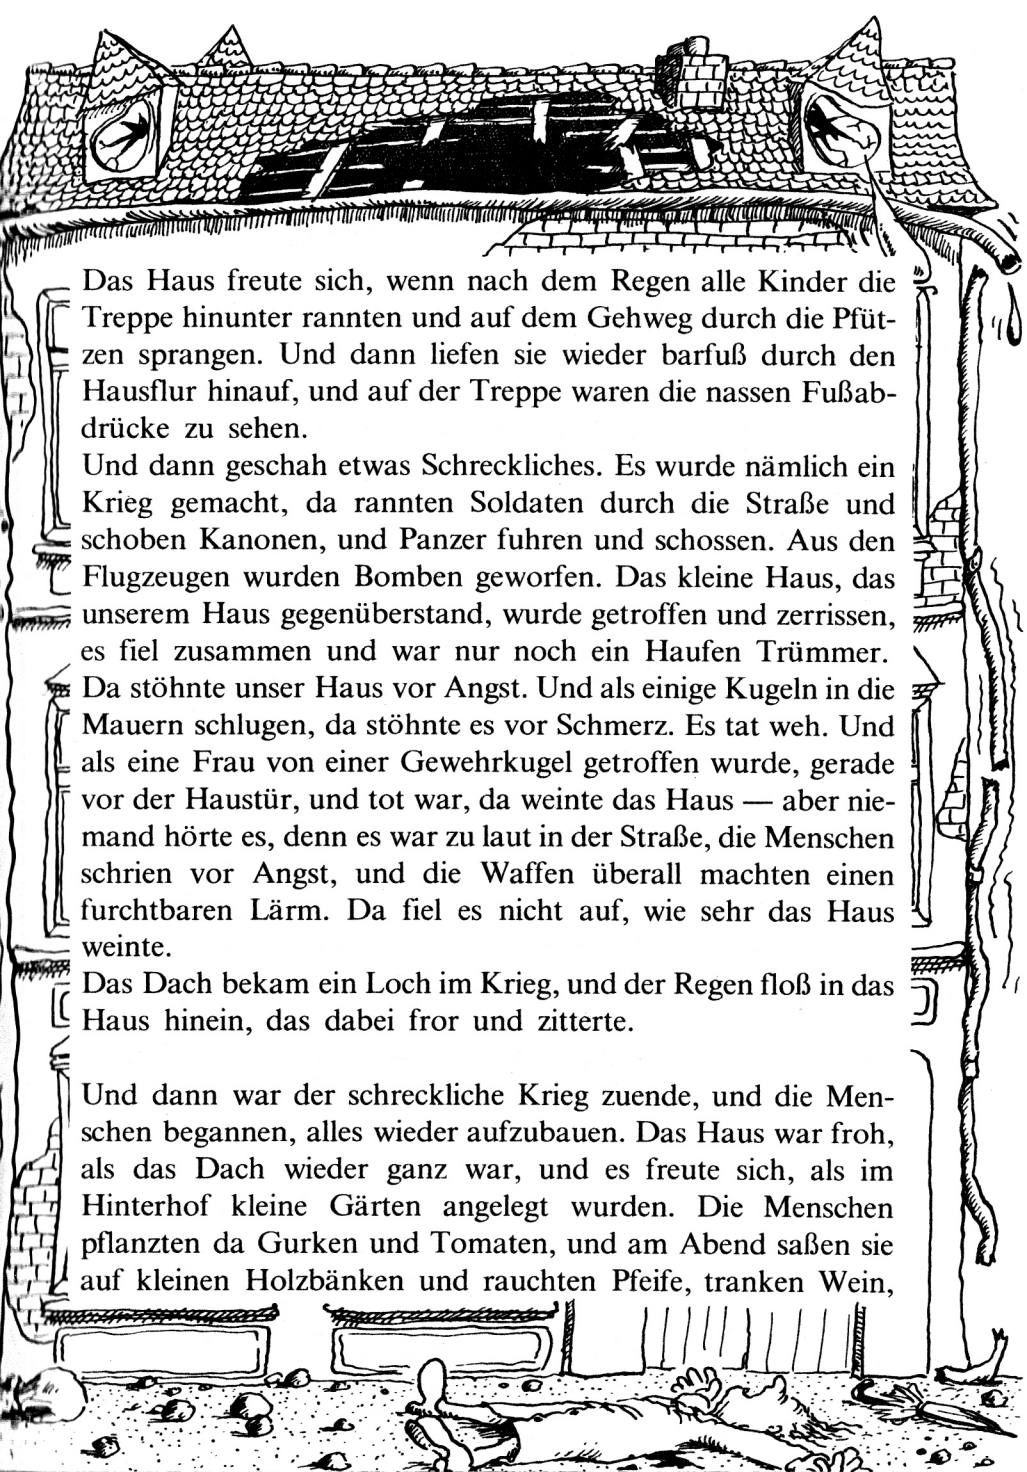 Das Haus freute sich, wenn nach dem Regen alle Kinder die
Treppe hinunter rannten und auf dem Gehweg durch die Pfüt-
zen sprangen. Und dann liefen sie wieder barfuß durch den
Hausflur hinauf, und auf der Treppe waren die nassen Fußab-
drücke zu sehen.
Und dann geschah etwas Schreckliches. Es wurde nämlich ein
Krieg gemacht, da rannten Soldaten durch die Straße und
schoben Kanonen, und Panzer fuhren und schossen. Aus den
Flugzeugen wurden Bomben geworfen. Das kleine Haus, das
unserem Haus gegenüberstand, wurde getroffen und zerrissen,
es fiel zusammen und war nur noch ein Haufen Trümmer.
Da stöhnte unser Haus vor Angst. Und als einige Kugeln in die
Mauern schlugen, da stöhnte es vor Schmerz. Es tat weh. Und
als eine Frau von einer Gewehrkugel getroffen wurde, gerade
vor der Haustür, und tot war, da weinte das Haus — aber nie-
mand hörte es, denn es war zu laut in der Straße, die Menschen
schrien vor Angst, und die Waffen überall machten einen
furchtbaren Lärm. Da fiel es nicht auf, wie sehr das Haus
weinte.
Das Dach bekam ein Loch im Krieg, und der Regen floß in das
Haus hinein, das dabei fror und zitterte.
Und dann war der schreckliche Krieg zuende, und die Men-
schen begannen, alles wieder aufzubauen. Das Haus war froh,
als das Dach wieder ganz war, und es freute sich, als im
Hinterhof kleine Gärten angelegt wurden. Die Menschen
pflanzten da Gurken und Tomaten, und am Abend saßen sie
auf kleinen Holzbänken und rauchten Pfeife, tranken Wein,